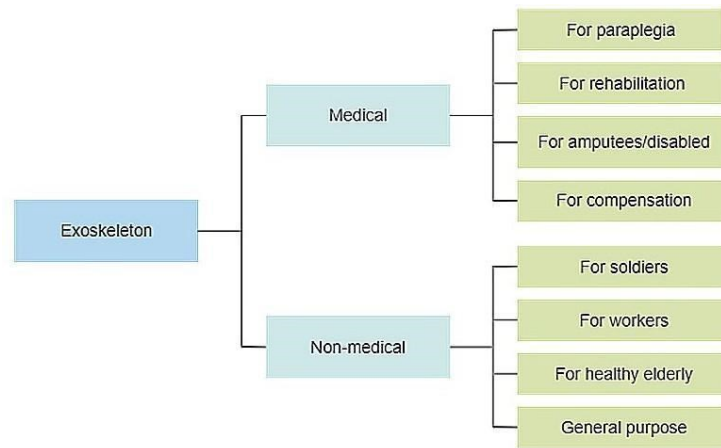 Exoskeleton
Medical
For paraplegia
For rehabilitation
For amputees/disabled
For compensation
Non-medical
For soldiers
For workers
For healthy elderly
General purpose